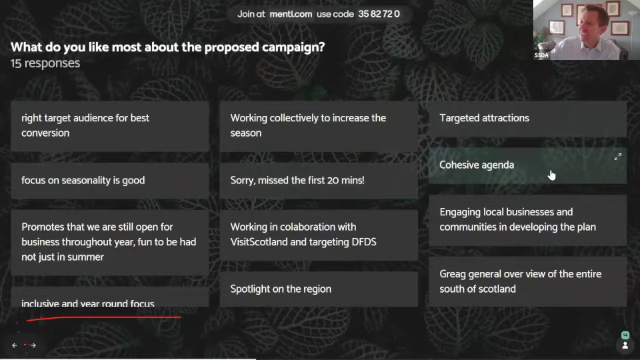 Join at menti.com use code 35 82 72 0
What do you like most about the proposed campaign?
15 responses
right target audience for best
conversion
focus on seasonality is good
Promotes that we are still open for
business throughout year, fun to be had
not just in summer
inclusive and year round focus
Working collectively to increase the
season
Sorry, missed the first 20 mins!
Working in colaboration with
VisitScotland and targeting DFDS
Spotlight on the region
Targeted attractions
Cohesive agenda
Engaging local businesses and
communities in developing the plan
Greag general over view of the entire
south of scotland
SSDA